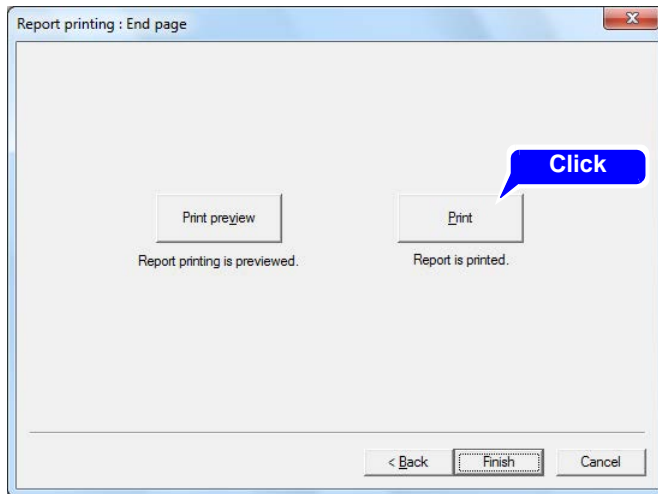 Report printing : End page
Click
Print preview
Print
Report printing is previewed.
Report is printed.
< Back
Finish
Cancel